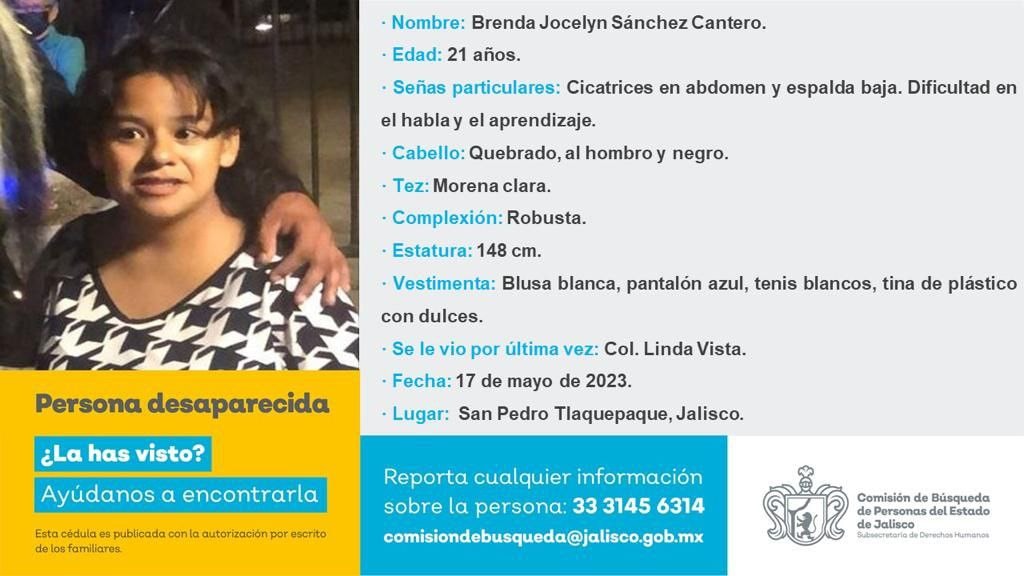 · Nombre: Brenda Jocelyn Sánchez Cantero.
· Edad: 21 años.
· Señas particulares: Cicatrices en abdomen y espalda baja. Dificultad en
el habla y el aprendizaje.
· Cabello: Quebrado, al hombro y negro.
· Tez: Morena clara.
· Complexión: Robusta.
· Estatura: 148 cm.
· Vestimenta: Blusa blanca, pantalón azul, tenis blancos, tina de plástico
con dulces.
· Se le vio por última vez: Col. Linda Vista.
· Fecha: 17 de mayo de 2023.
· Lugar: San Pedro Tlaquepaque, Jalisco.
Persona desaparecida
¿La has visto?
Ayúdanos a encontrarla
Esta cédula es publicada con la autorización por escrito
de los familiares.
Reporta cualquier información
sobre la persona: 33 3145 6314
comisiondebusqueda@jalisco.gob.mx
Comisión de Búsqueda
de Personas del Estado
de Jalisco
Subsecretaría de Derechos Humanos